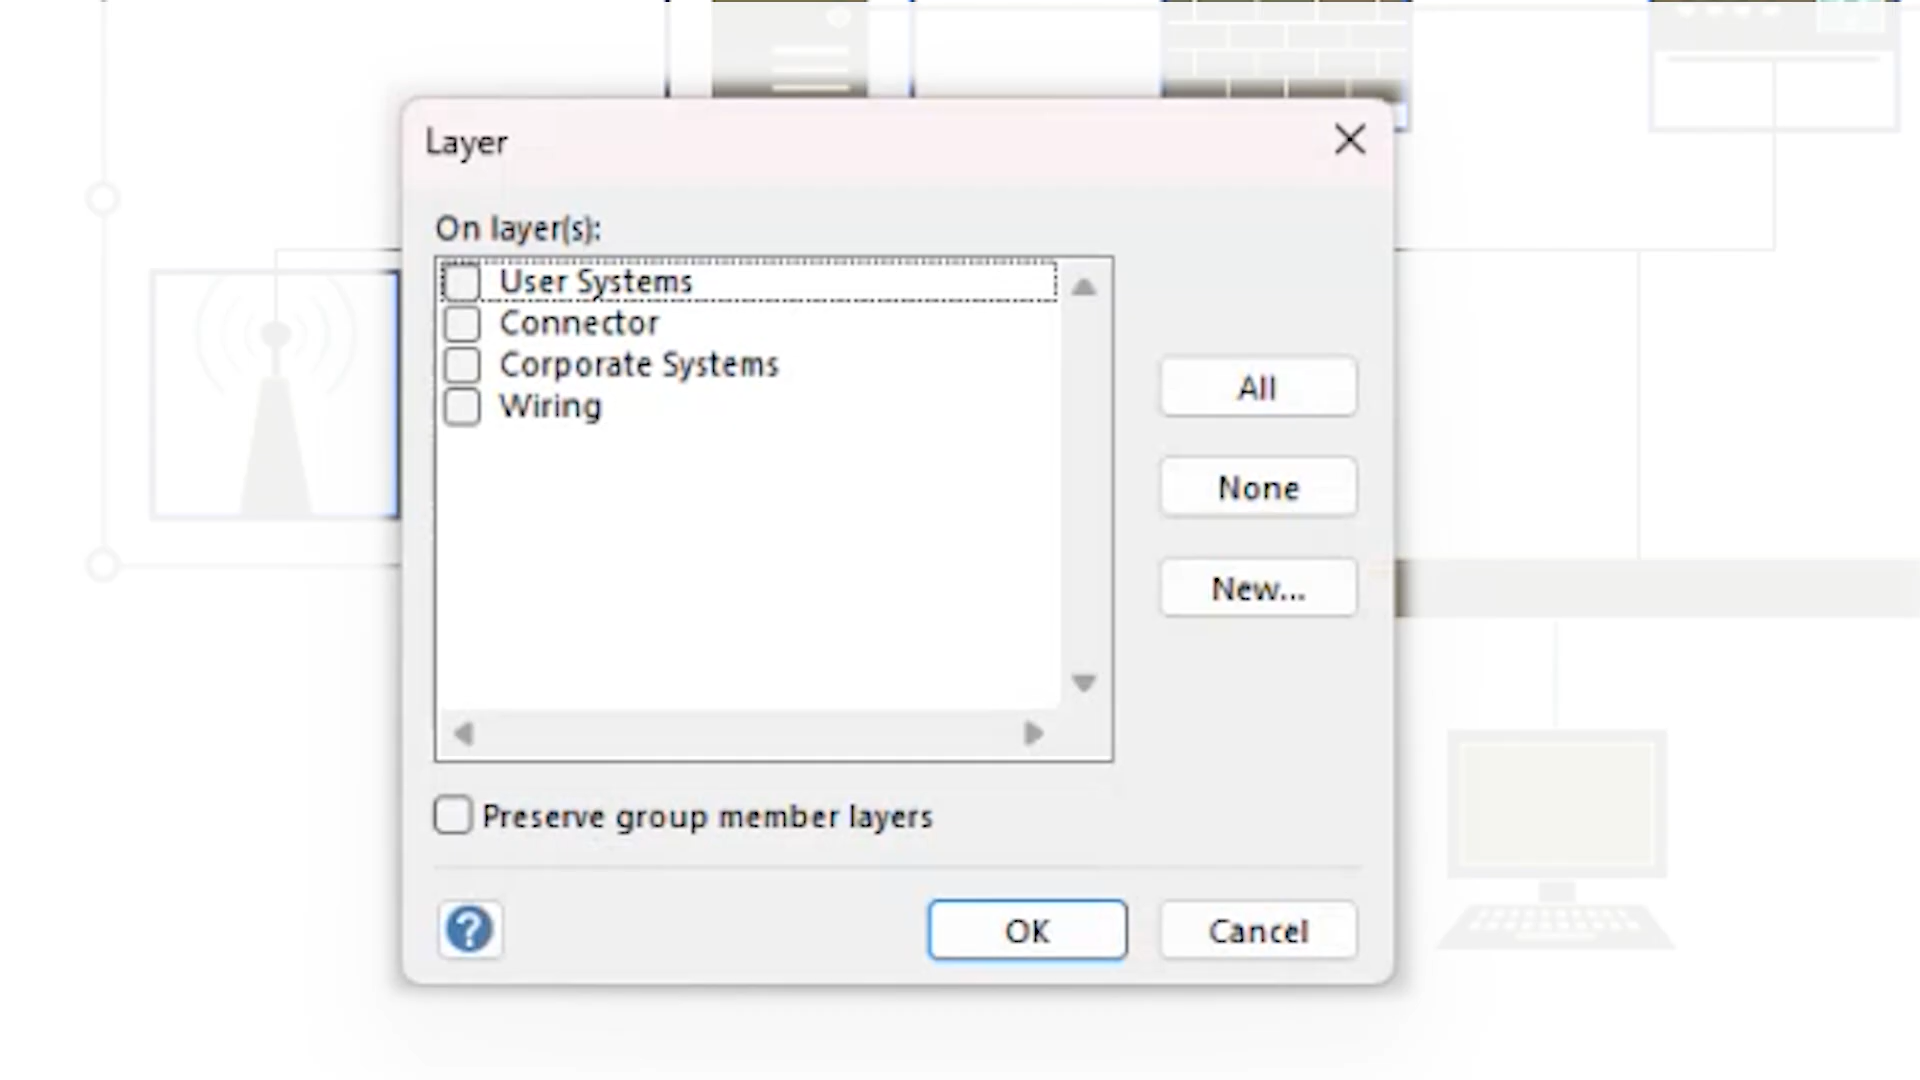 Layer
On layer(s):
User Systems
Connector
Corporate Systems
Wiring
All
None
New...
Preserve group member layers
?
OK
Cancel